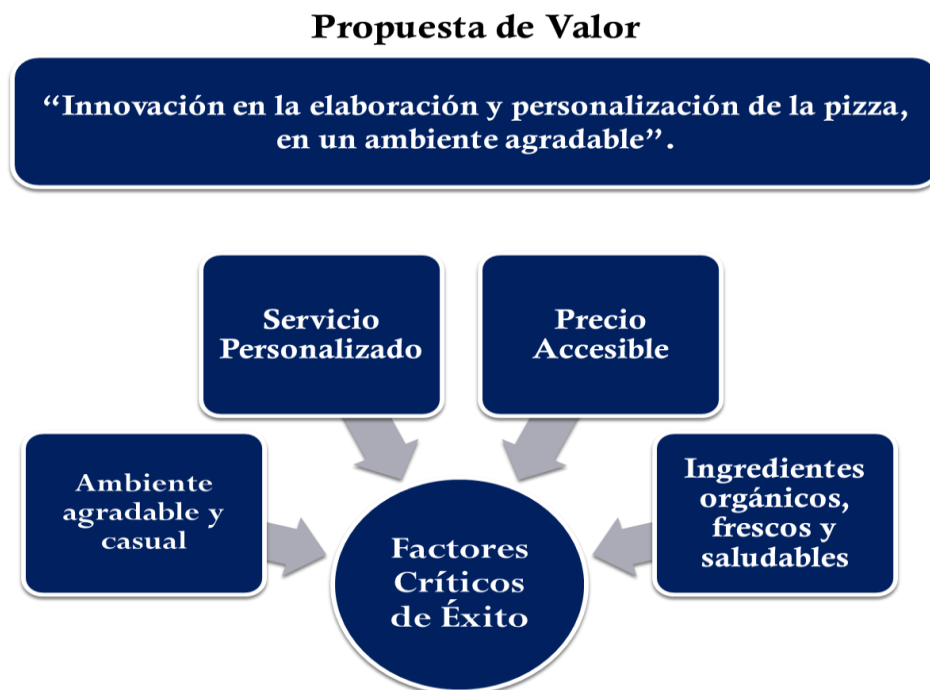 Propuesta de Valor
“Innovación en la elaboración y personalización de la pizza,
en un ambiente agradable”.
Servicio
Personalizado
Precio
Accesible
Ambiente
agradable y
casual
Ingredientes
orgánicos,
frescos y
saludables
Factores
Críticos
de Éxito